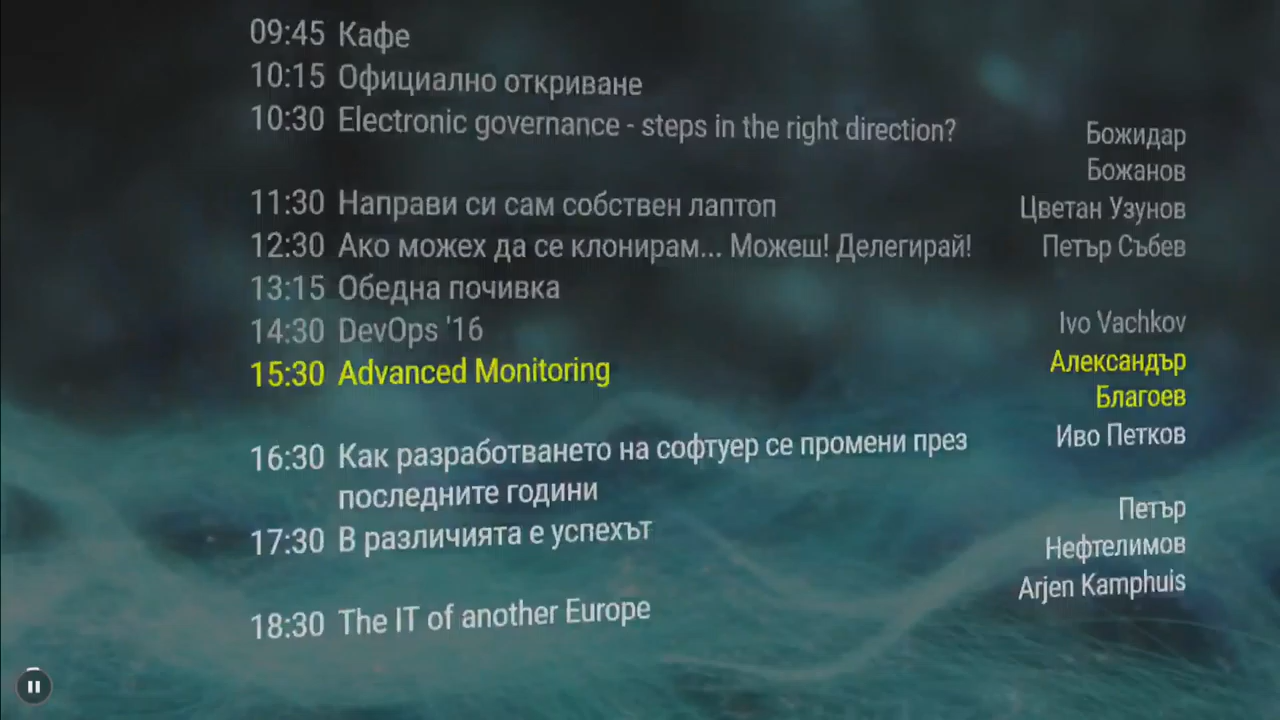 09:45 Кафе
10:15 Официално откриване
10:30 Electronic governance - steps in the right direction?
Божидар
Божанов
11:30 Направи си сам собствен лаптоп
Цветан Узунов
12:30 Ако можех да се клонирам... Можеш! Делегирай!
Петър Събев
13:15 Обедна почивка
14:30 DevOps '16
Ivo Vachkov
15:30 Advanced Monitoring
Александър
Благоев
16:30 Как разработването на софтуер се промени през
последните години
Иво Петков
17:30 В различията е успехът
Петър
Нефтелимов
18:30 The IT of another Europe
Arjen Kamphuis